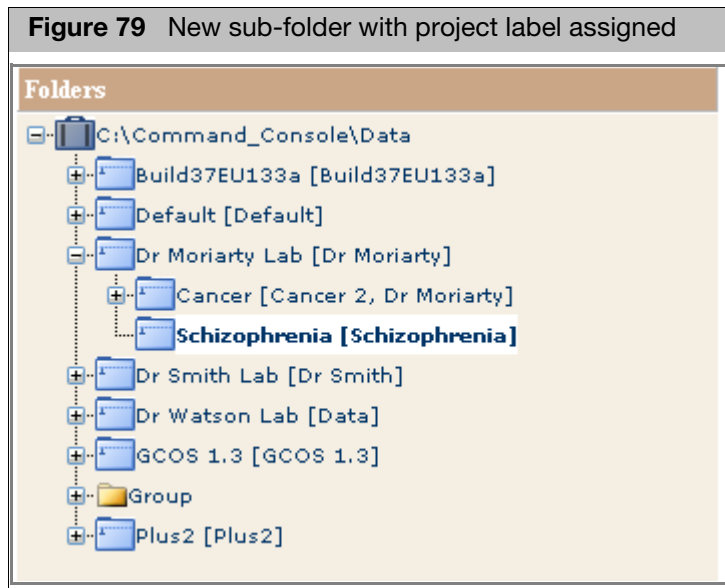 Figure 79 New sub-folder with project label assigned
Folders
C:\Command_Console\Data
Build37EU133a [Build37EU133a]
Default [Default]
Dr Moriarty Lab [Dr Moriarty]
Cancer [Cancer 2, Dr Moriarty]
Schizophrenia [Schizophrenia]
Dr Smith Lab [Dr Smith]
Dr Watson Lab [Data]
GCOS 1.3 [GCOS 1.3]
Group
Plus2 [Plus2]